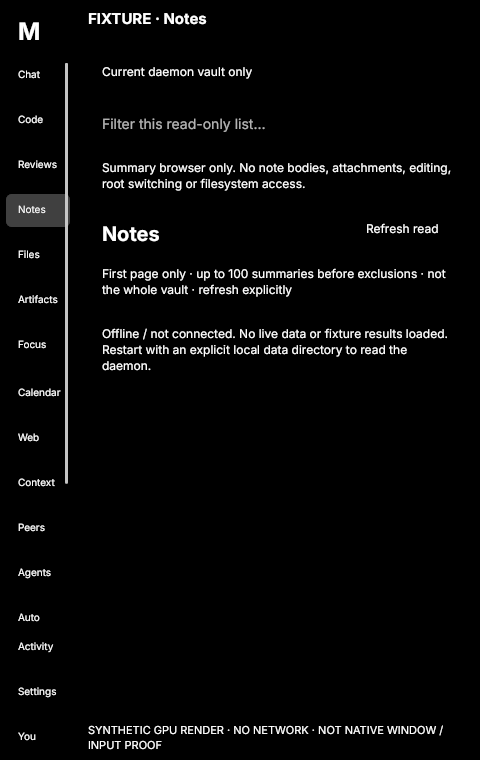 M
Chat
Code
Reviews
Notes
Files
Artifacts
Focus
Calendar
Web
Context
Peers
Agents
Auto
Activity
Settings
You
FIXTURE · Notes
Current daemon vault only
Filter this read-only list...
Summary browser only. No note bodies, attachments, editing,
root switching or filesystem access.
Notes
Refresh read
First page only · up to 100 summaries before exclusions · not
the whole vault · refresh explicitly
Offline / not connected. No live data or fixture results loaded.
Restart with an explicit local data directory to read the
daemon.
SYNTHETIC GPU RENDER · NO NETWORK · NOT NATIVE WINDOW /
INPUT PROOF